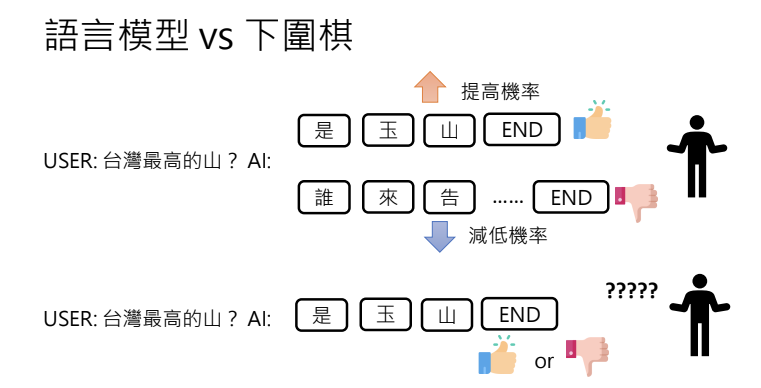 語言模型 vs 下圍棋
提高機率
是 玉 山 END
USER: 台灣最高的山？ AI:
誰 來 告 …… END
減低機率
?????
USER: 台灣最高的山？ AI: 是 玉 山 END
or